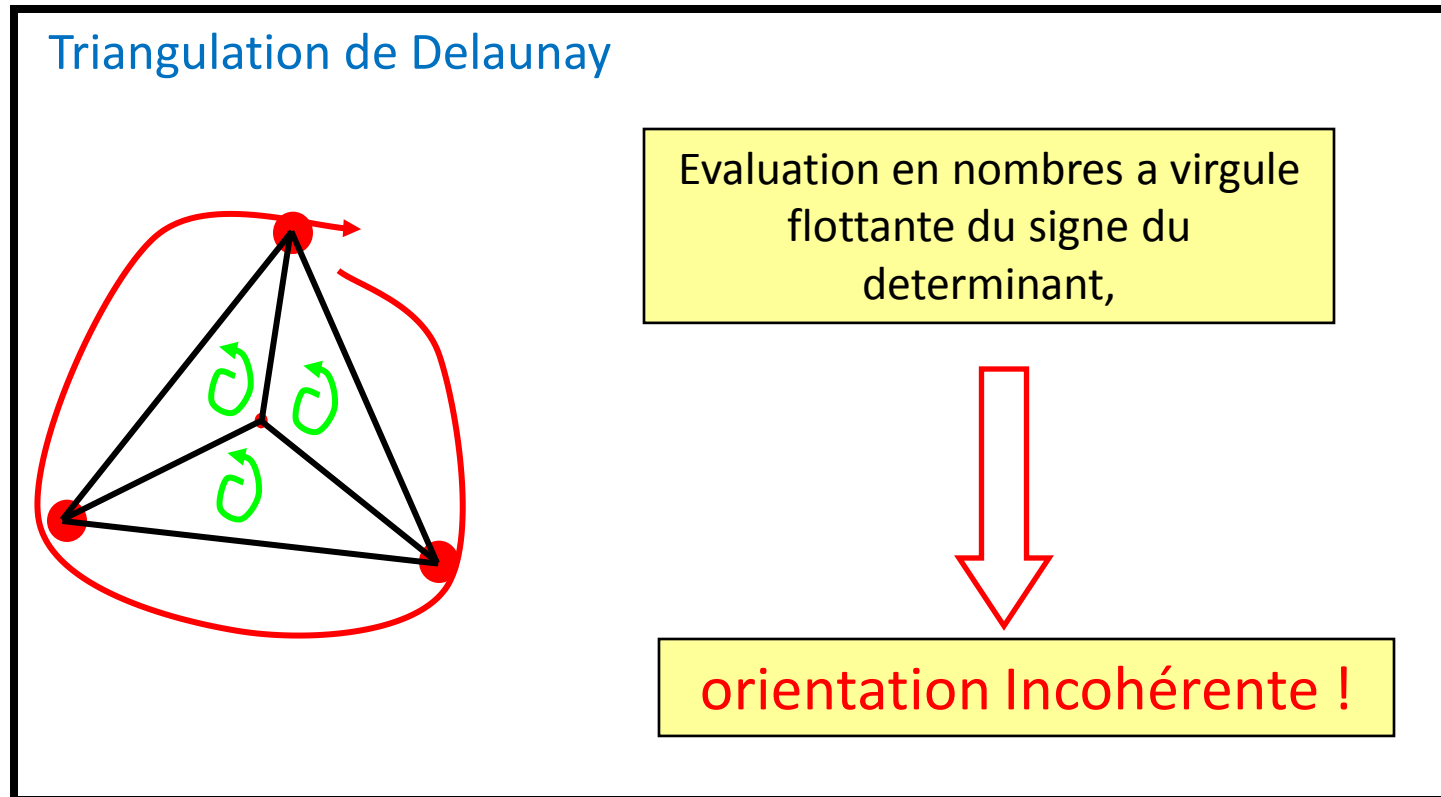 Triangulation de Delaunay
Evaluation en nombres a virgule
flottante du signe du
determinant,
orientation Incohérente !